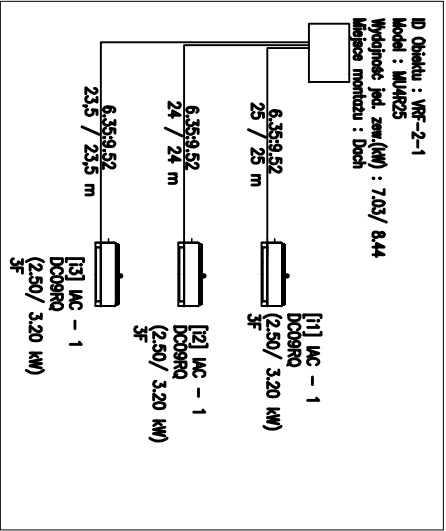 ID Obiektu : VRF-2-1
Model : MU4R25
Wydajność jed. zew.(kW) : 7.03/ 8.44
Miejsce montażu : Dach
6.35:9.52
25 / 25 m
[i1] IAC - 1
DC09RQ
(2.50/ 3.20 kW)
3F
6.35:9.52
24 / 24 m
[i2] IAC - 1
DC09RQ
(2.50/ 3.20 kW)
3F
6.35:9.52
23,5 / 23,5 m
[i3] IAC - 1
DC09RQ
(2.50/ 3.20 kW)
3F